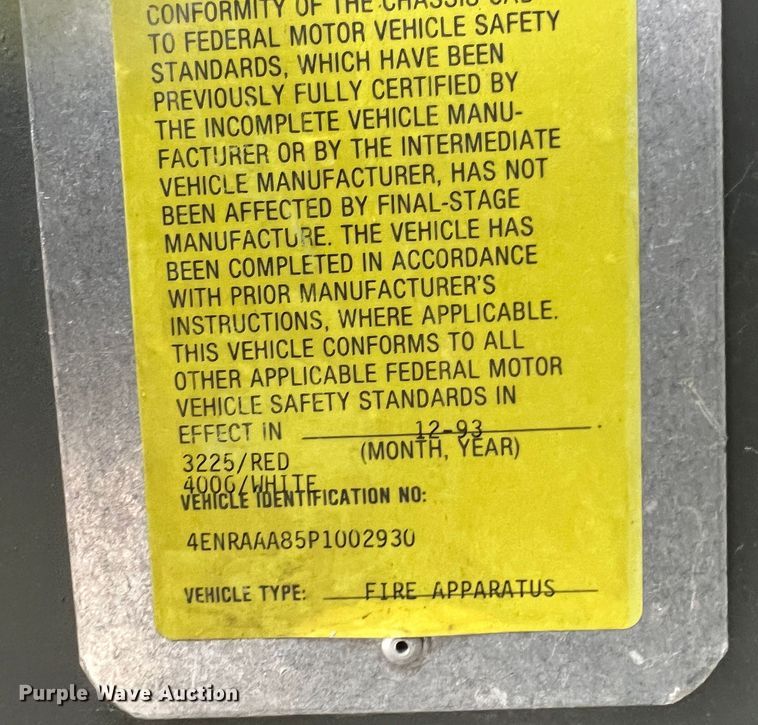 CONFORMITY OF THE CHASSIS-CAB
TO FEDERAL MOTOR VEHICLE SAFETY
STANDARDS, WHICH HAVE BEEN
PREVIOUSLY FULLY CERTIFIED BY
THE INCOMPLETE VEHICLE MANU-
FACTURER OR BY THE INTERMEDIATE
VEHICLE MANUFACTURER, HAS NOT
BEEN AFFECTED BY FINAL-STAGE
MANUFACTURE. THE VEHICLE HAS
BEEN COMPLETED IN ACCORDANCE
WITH PRIOR MANUFACTURER'S
INSTRUCTIONS, WHERE APPLICABLE.
THIS VEHICLE CONFORMS TO ALL
OTHER APPLICABLE FEDERAL MOTOR
VEHICLE SAFETY STANDARDS IN
EFFECT IN 12-93.
3225/RED (MONTH, YEAR)
400G/WHITE
VEHICLE IDENTIFICATION NO:
4ENRAAA85P1002930
VEHICLE TYPE: FIRE APPARATUS
Purple Wave Auction